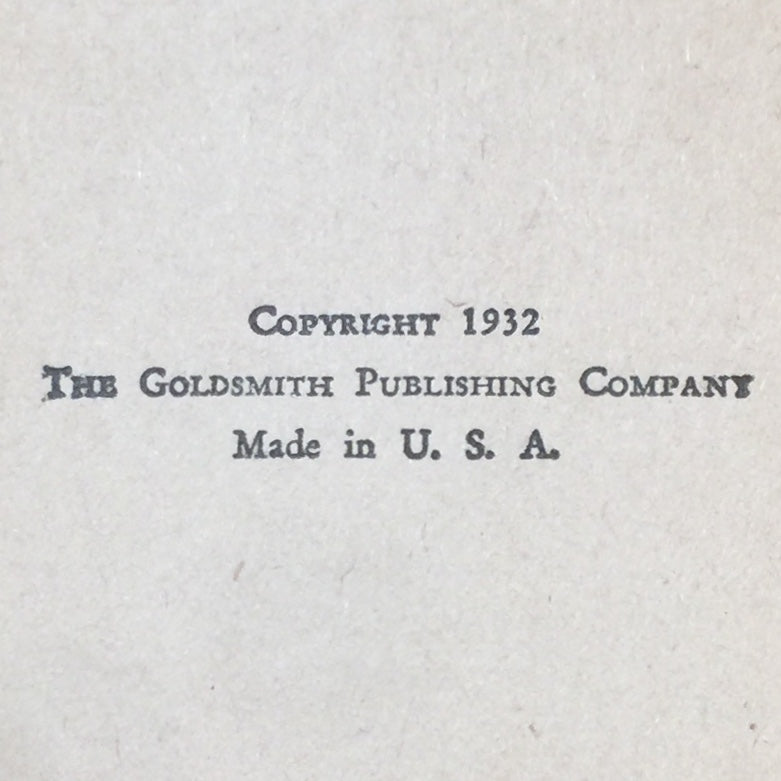 Copyright 1932
The Goldsmith Publishing Company
Made in U. S. A.